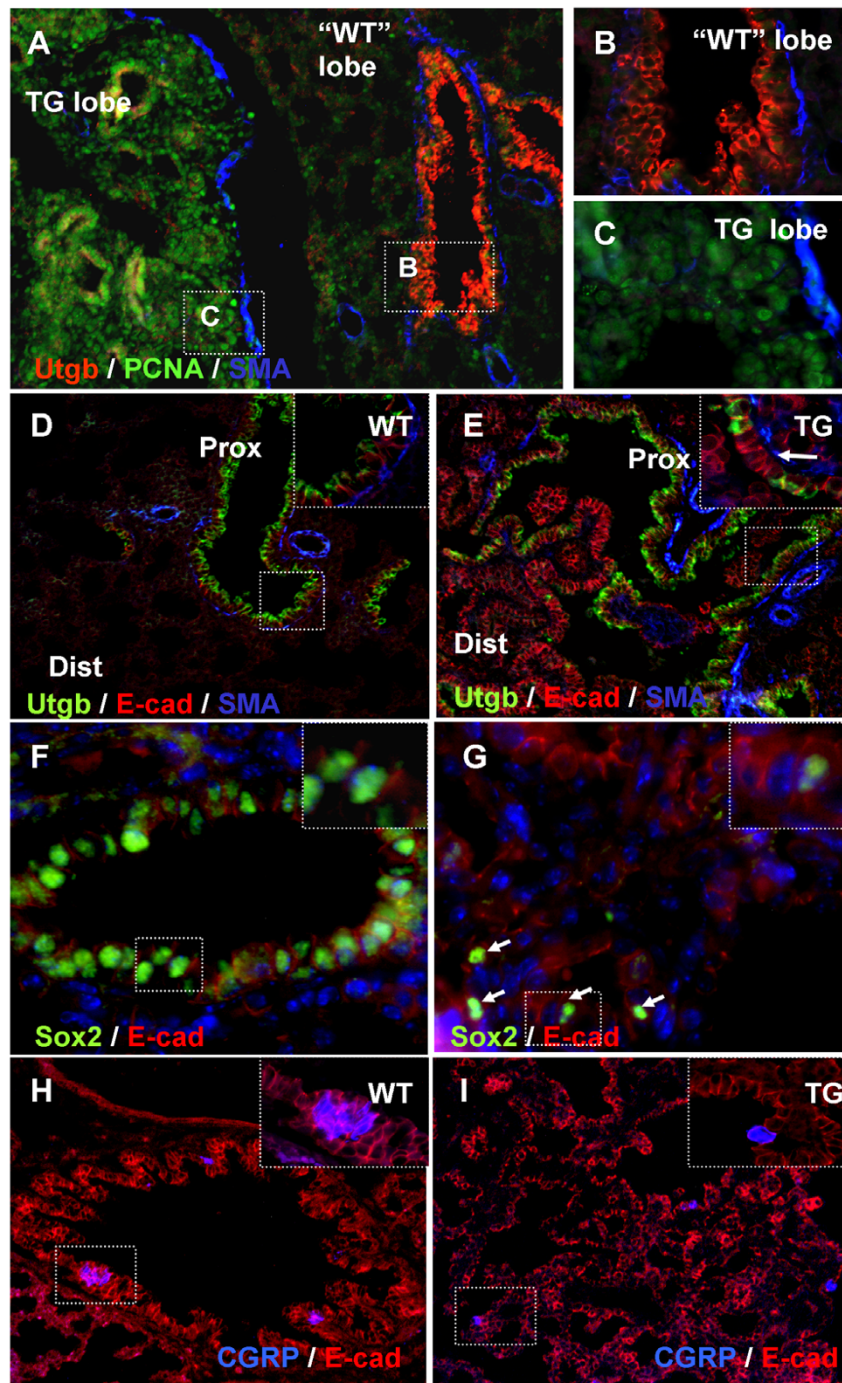 A
"WT"
lobe
TG lobe
B
C
Utgb / PCNA / SMA
B
"WT" lobe
C
TG lobe
D
WT
Prox
Dist
Utgb / E-cad / SMA
E
TG
Prox
Dist
Utgb / E-cad / SMA
F
Sox2 / E-cad
G
Sox2 / E-cad
H
WT
CGRP / E-cad
I
TG
CGRP / E-cad